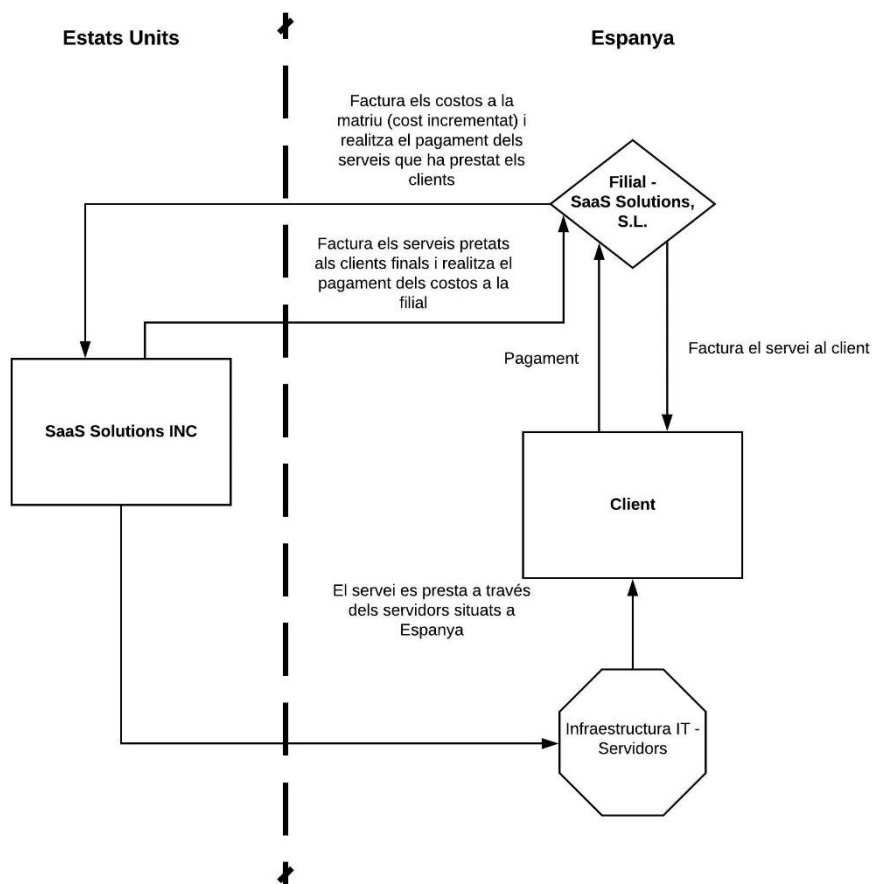 Estats Units
Espanya
Factura els costos a la
matriu (cost incrementat) i
realitza el pagament dels
serveis que ha prestat els
clients
Filial -
SaaS Solutions,
S.L.
Factura els serveis pretats
als clients finals i realitza el
pagament dels costos a la
filial
Pagament
Factura el servei al client
SaaS Solutions INC
Client
El servei es presta a través
dels servidors situats a
Espanya
Infraestructura IT -
Servidors